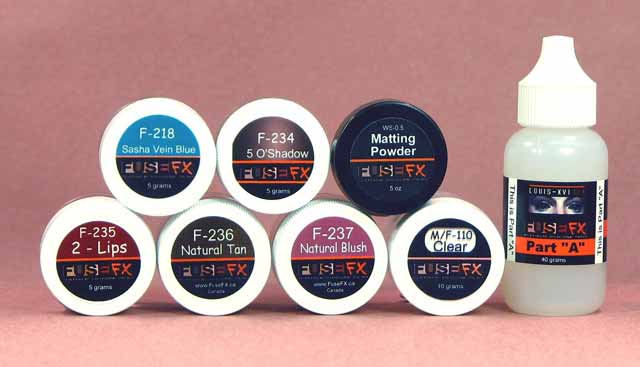 F-218
Sasha Vein Blue
FUSEFX
5 grams
F-234
5 O'Shadow
FUSEFX
5 grams
WE-0.5
Matting
Powder
FUSEFX
.5 oz
F-235
2 - Lips
FUSEFX
5 grams
F-236
Natural Tan
FUSEFX
www.FuseFX.ca
Canada
F-237
Natural Blush
FUSEFX
www.FuseFX.ca
Canada
M/F-110
Clear
FUSEFX
10 grams
LOUIS-XVI
FUSEFX
Part "A"
40 grams
This is Part "A"
This is Part "A"